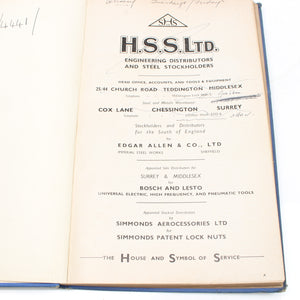 HSS
H.S.S. LTD.
ENGINEERING DISTRIBUTORS
AND STEEL STOCKHOLDERS
HEAD OFFICE, ACCOUNTS, AND TOOLS & EQUIPMENT
25-44 CHURCH ROAD TEDDINGTON MIDDLESEX
Steel and Metals Warehouse
COX LANE CHESSINGTON SURREY
Stockholders and Distributors
for the South of England
for
EDGAR ALLEN & CO., LTD
IMPERIAL STEEL WORKS SHEFFIELD
Appointed Sole Distributors for
SURREY & MIDDLESEX
for
BOSCH AND LESTO
UNIVERSAL ELECTRIC, HIGH FREQUENCY, AND PNEUMATIC TOOLS
Appointed Stockist Distributors
for
SIMMONDS AEROCESSORIES LTD
for
SIMMONDS PATENT LOCK NUTS
THE HOUSE AND SYMBOL OF SERVICE